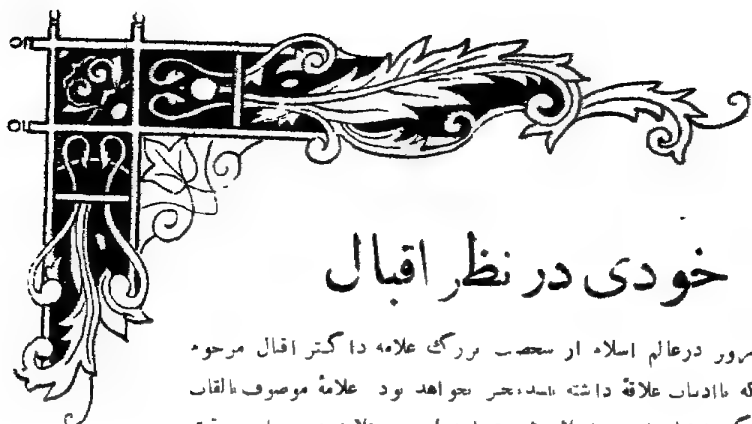 خودی در نظر اقبال
درعالم اسلام از بزرگ علامه داکتر اقبال مرحوم
که باادبیات علاقهٔ داشته باشد بیخبر نخواهد بود علامهٔ موصوف بالقاب